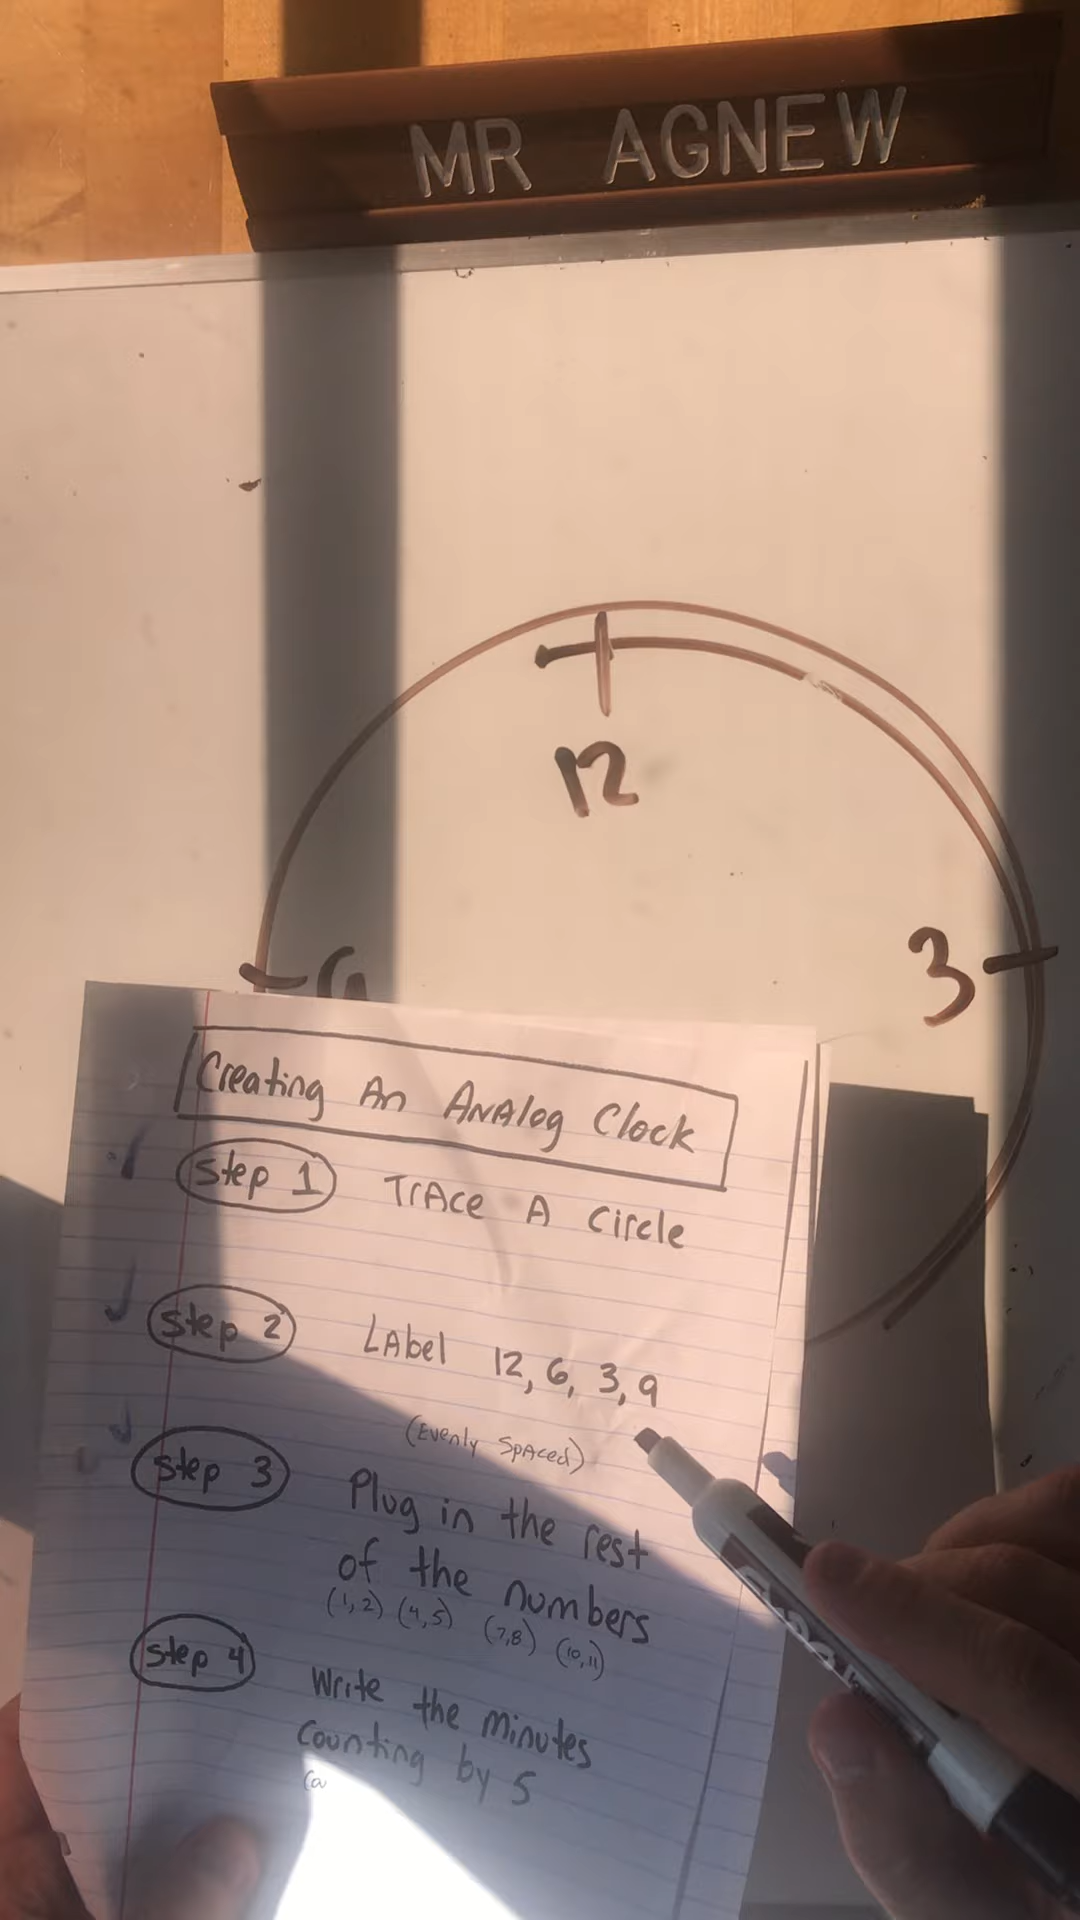 MR AGNEW
12
3
Creating An Analog Clock
Step 1 Trace A Circle
Step 2 Label 12, 6, 3, 9
(Evenly Spaced)
Step 3 Plug in the rest
of the numbers
(1,2) (4,5) (7,8) (10,11)
Step 4 Write the minutes
Counting by 5